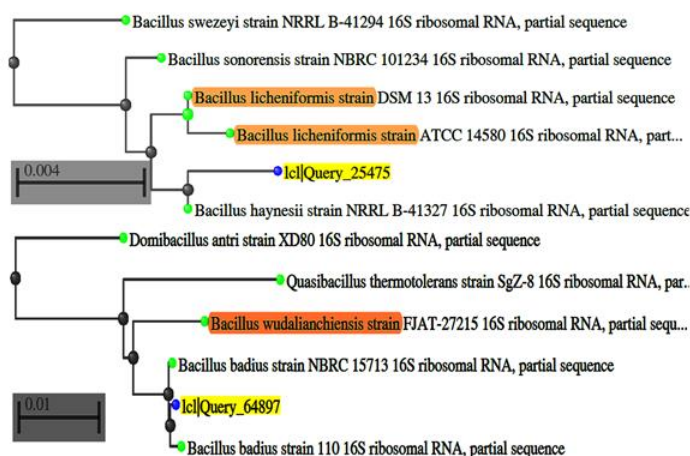 Bacillus swezeyi strain NRRL B-41294 16S ribosomal RNA, partial sequence
Bacillus sonorensis strain NBRC 101234 16S ribosomal RNA, partial sequence
Bacillus licheniformis strain DSM 13 16S ribosomal RNA, partial sequence
Bacillus licheniformis strain ATCC 14580 16S ribosomal RNA, part...
0.004
lcl|Query_25475
Bacillus haynesii strain NRRL B-41327 16S ribosomal RNA, partial sequence
Domibacillus antri strain XD80 16S ribosomal RNA, partial sequence
Quasibacillus thermotolerans strain SgZ-8 16S ribosomal RNA, par..
Bacillus wudalianchiensis strain FJAT-27215 16S ribosomal RNA, partial sequ...
Bacillus badius strain NBRC 15713 16S ribosomal RNA, partial sequence
0.01
lcl|Query_64897
Bacillus badius strain 110 16S ribosomal RNA, partial sequence